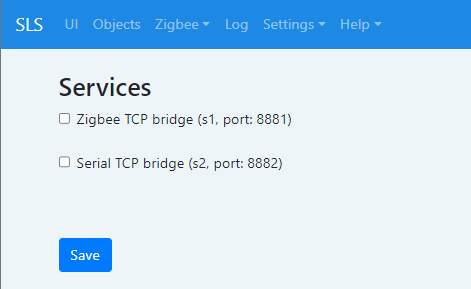 SLS UI Objects Zigbee Log Settings Help
Services
Zigbee TCP bridge (s1, port: 8881)
Serial TCP bridge (s2, port: 8882)
Save